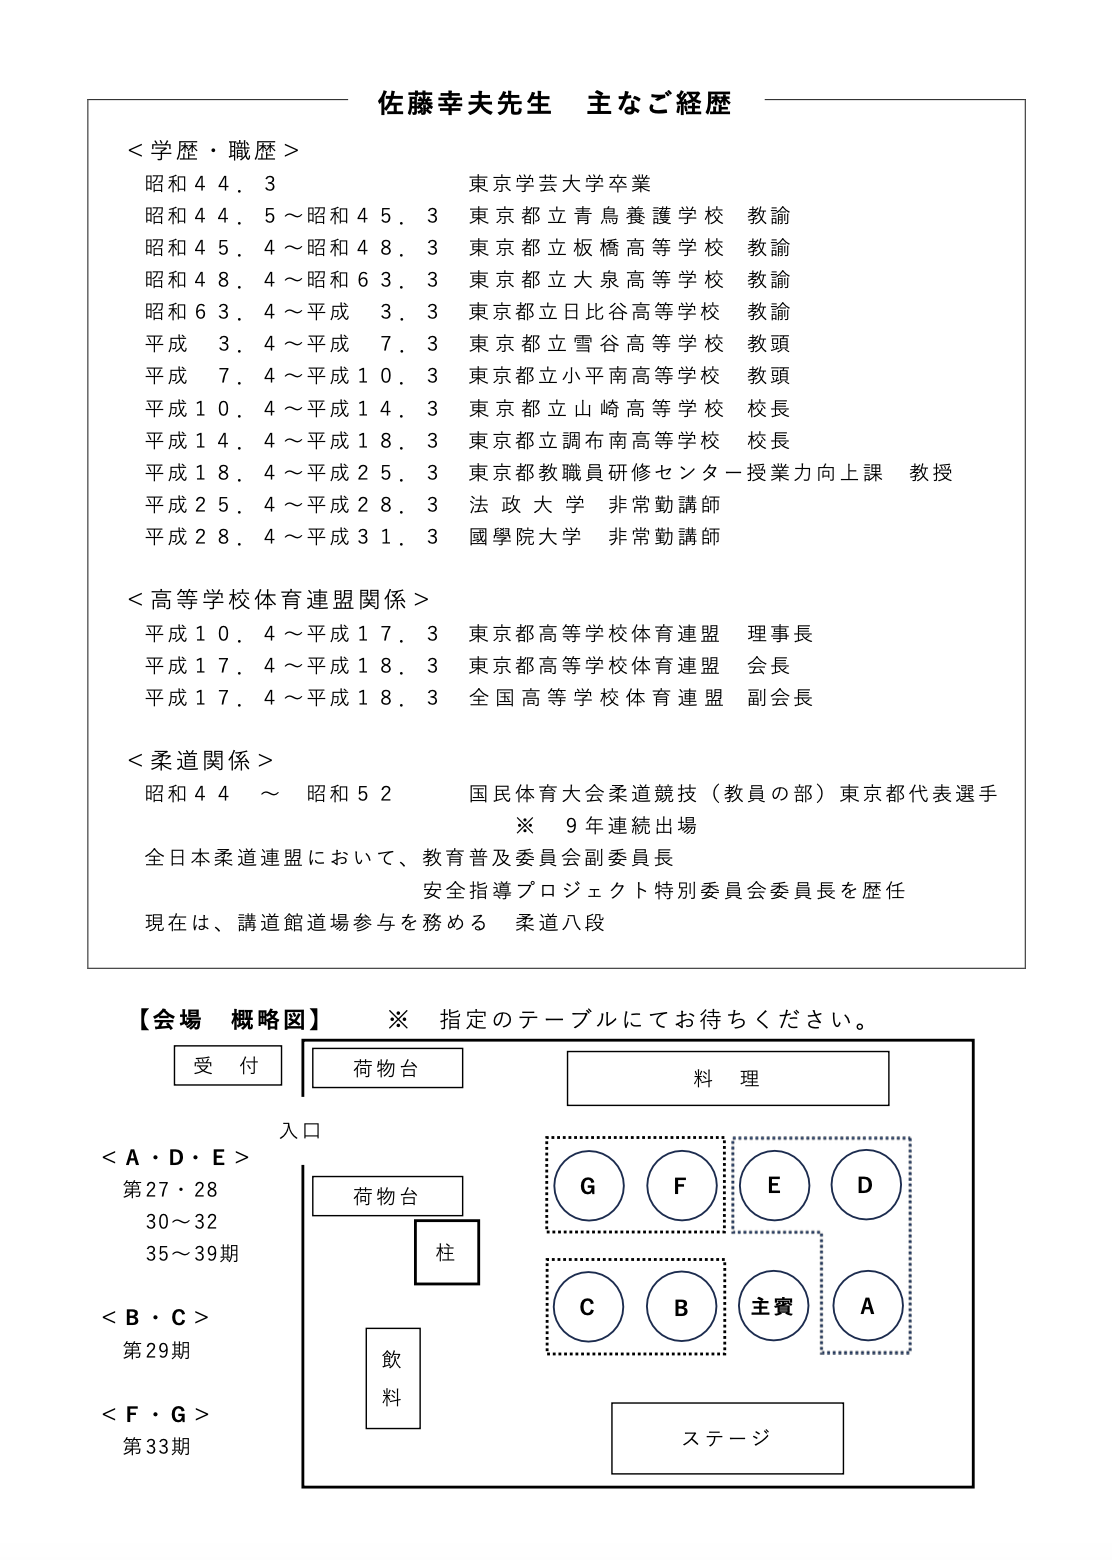 佐藤幸夫先生　主なご経歴
＜学歴・職歴＞
昭和４４．３　東京学芸大学卒業
昭和４４．５～昭和４５．３　東京都立青鳥養護学校　教諭
昭和４５．４～昭和４８．３　東京都立板橋高等学校　教諭
昭和４８．４～昭和６３．３　東京都立大泉高等学校　教諭
昭和６３．４～平成　３．３　東京都立日比谷高等学校　教諭
平成　３．４～平成　７．３　東京都立雪谷高等学校　教頭
平成　７．４～平成１０．３　東京都立小平南高等学校　教頭
平成１０．４～平成１４．３　東京都立山崎高等学校　校長
平成１４．４～平成１８．３　東京都立調布南高等学校　校長
平成１８．４～平成２５．３　東京都教職員研修センター授業力向上課　教授
平成２５．４～平成２８．３　法政大学　非常勤講師
平成２８．４～平成３１．３　國學院大学　非常勤講師
＜高等学校体育連盟関係＞
平成１０．４～平成１７．３　東京都高等学校体育連盟　理事長
平成１７．４～平成１８．３　東京都高等学校体育連盟　会長
平成１７．４～平成１８．３　全国高等学校体育連盟　副会長
＜柔道関係＞
昭和４４　～　昭和５２　国民体育大会柔道競技（教員の部）東京都代表選手
※　９年連続出場
全日本柔道連盟において、教育普及委員会副委員長
安全指導プロジェクト特別委員会委員長を歴任
現在は、講道館道場参与を務める　柔道八段
【会場　概略図】　※　指定のテーブルにてお待ちください。
受　付
荷物台
料　理
入口
＜A・D・E＞
第27・28
30～32
35～39期
荷物台
柱
G
F
E
D
C
B
主賓
A
＜B・C＞
第29期
飲
料
＜F・G＞
第33期
ステージ